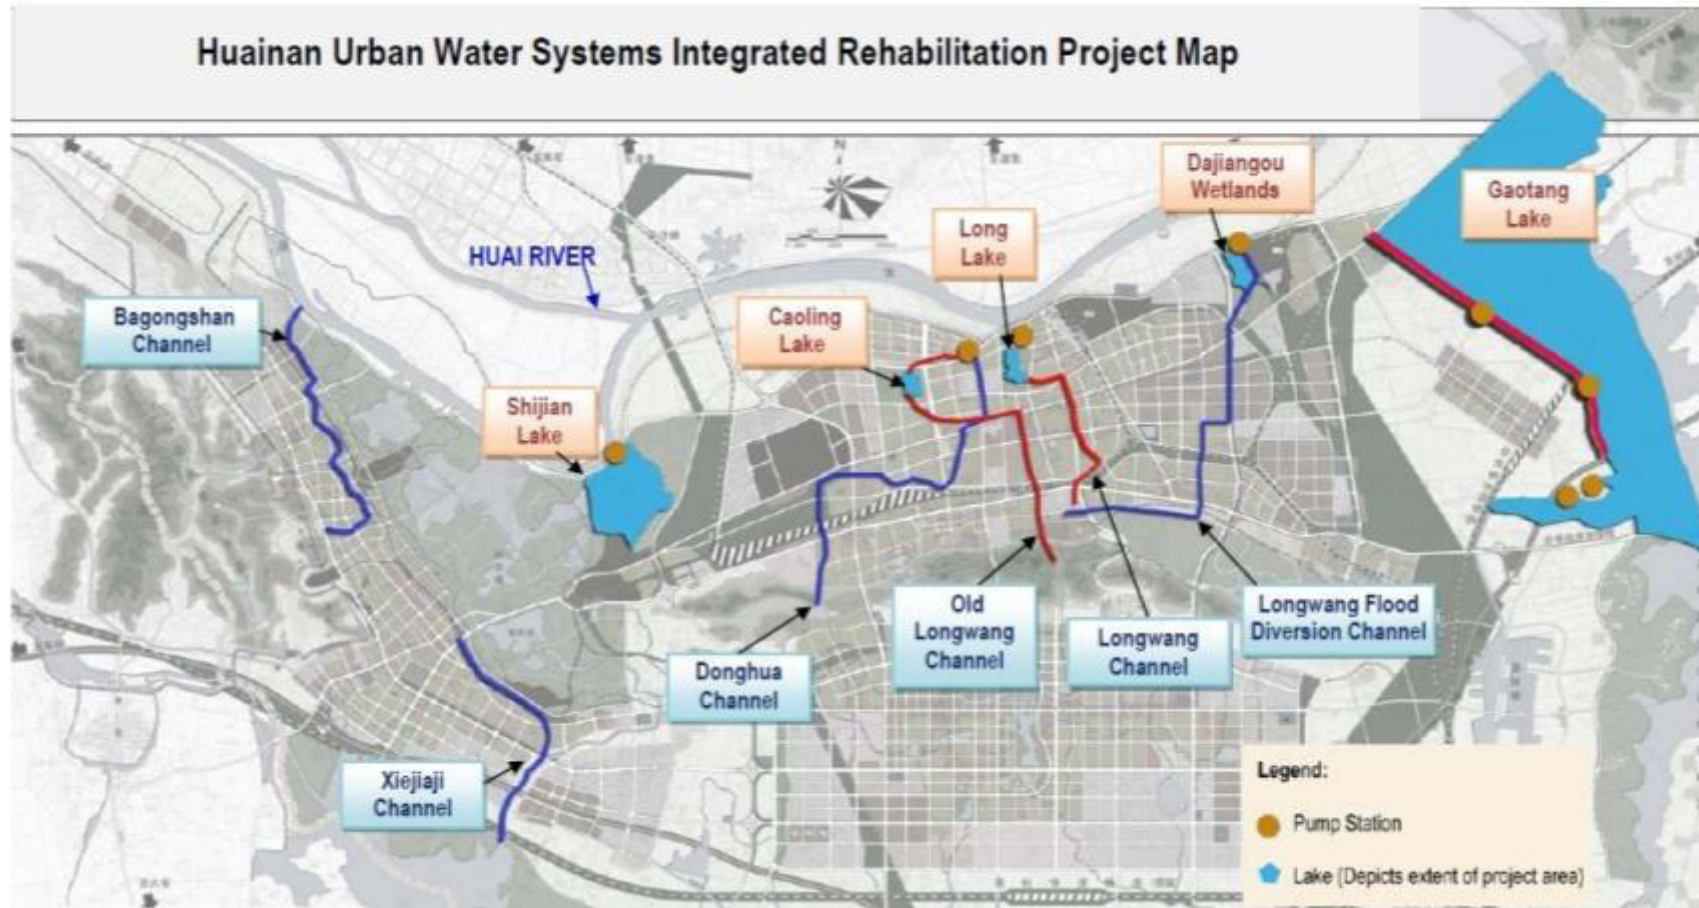 Huainan Urban Water Systems Integrated Rehabilitation Project Map
Dajiangou
Wetlands
Gaotang
Lake
Long
Lake
HUAI RIVER
N
Bagongshan
Channel
Caoling
Lake
Shijian
Lake
Old
Longwang
Channel
Longwang Flood
Diversion Channel
Longwang
Channel
Donghua
Channel
Xiejiaji
Channel
Legend:
Pump Station
Lake (Depicts extent of project area)